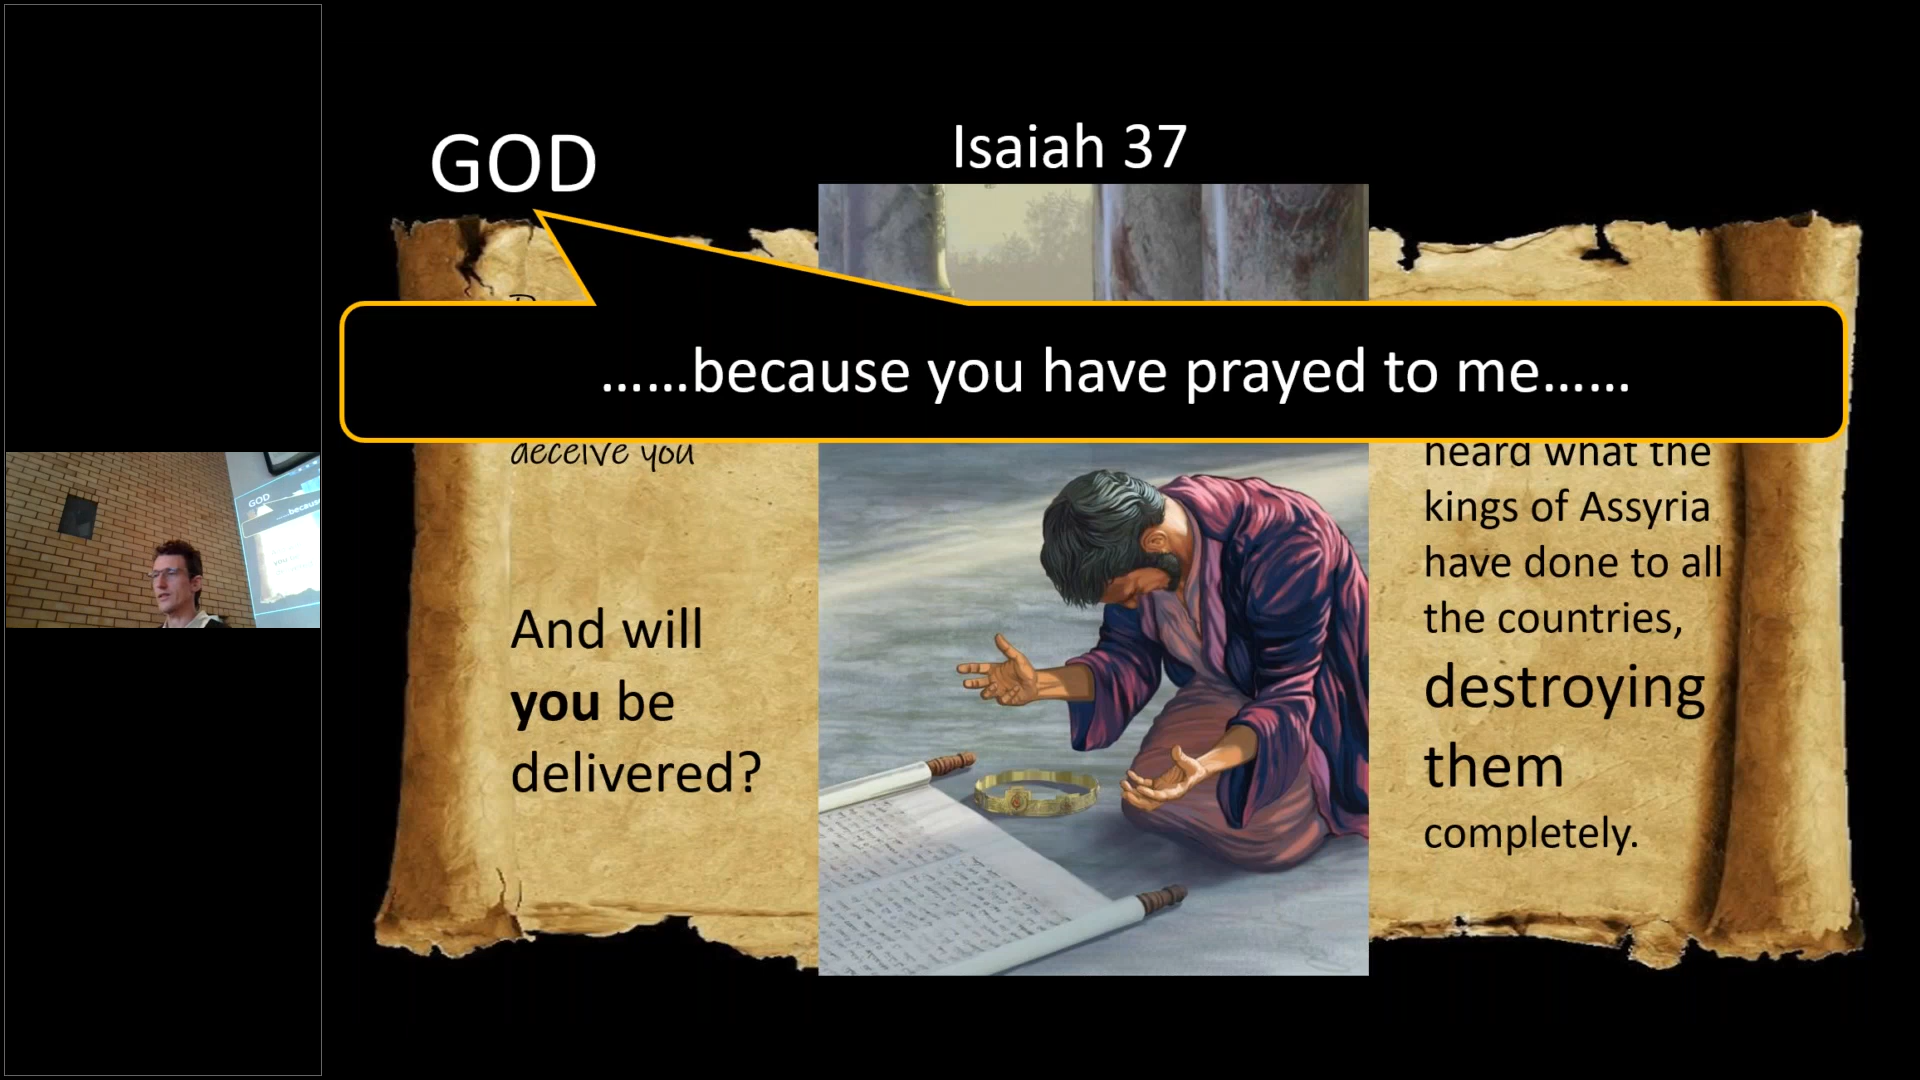 GOD
Isaiah 37
......because you have prayed to me......
deceive you
And will
you be
delivered?
heard what the
kings of Assyria
have done to all
the countries,
destroying
them
completely.
GOD